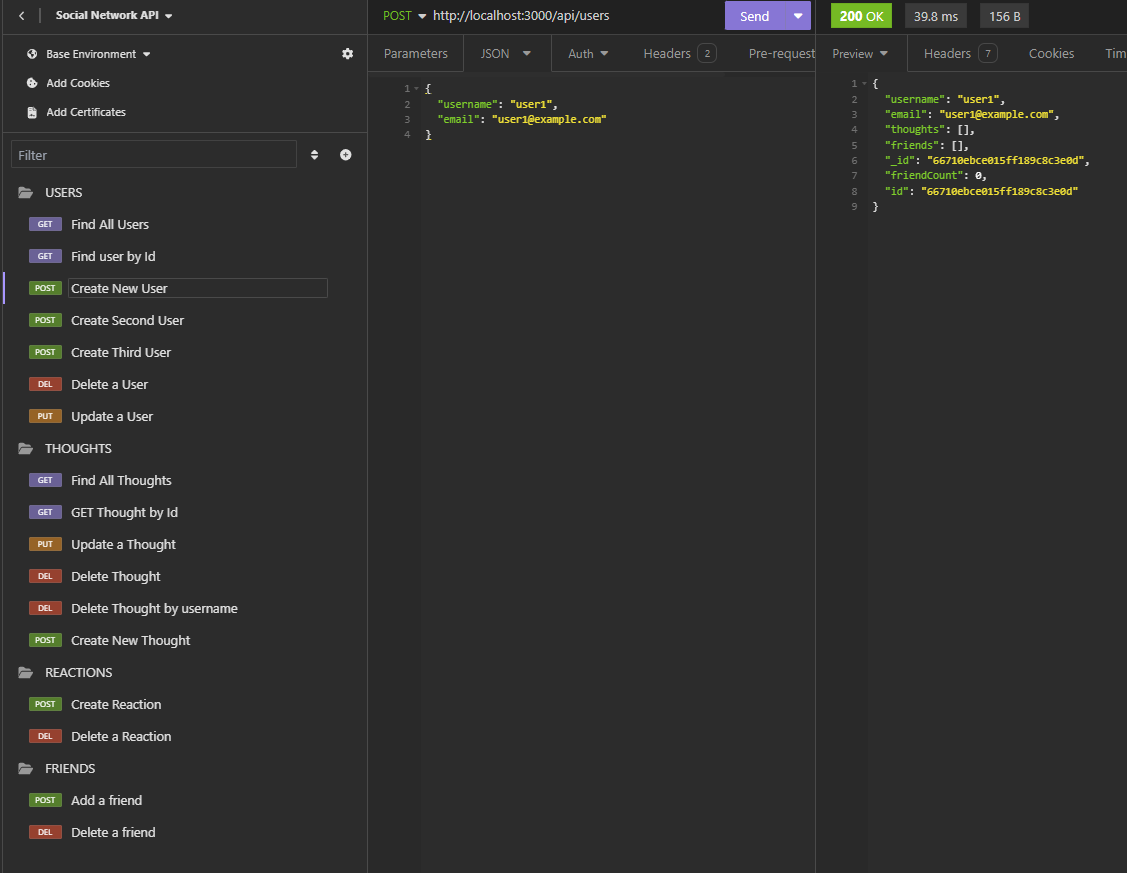 Social Network API
Base Environment
Add Cookies
Add Certificates
Filter
USERS
GET Find All Users
GET Find user by Id
POST Create New User
POST Create Second User
POST Create Third User
DEL Delete a User
PUT Update a User
THOUGHTS
GET Find All Thoughts
GET GET Thought by Id
PUT Update a Thought
DEL Delete Thought
DEL Delete Thought by username
POST Create New Thought
REACTIONS
POST Create Reaction
DEL Delete a Reaction
FRIENDS
POST Add a friend
DEL Delete a friend
POST http://localhost:3000/api/users Send
Parameters JSON Auth Headers 2 Pre-request
1 {
2 "username": "user1",
3 "email": "user1@example.com"
4 }
200 OK 39.8 ms 156 B
Preview Headers 7 Cookies Tim
1 {
2 "username": "user1",
3 "email": "user1@example.com",
4 "thoughts": [],
5 "friends": [],
6 "_id": "66710ebce015ff189c8c3e0d",
7 "friendCount": 0,
8 "id": "66710ebce015ff189c8c3e0d"
9 }